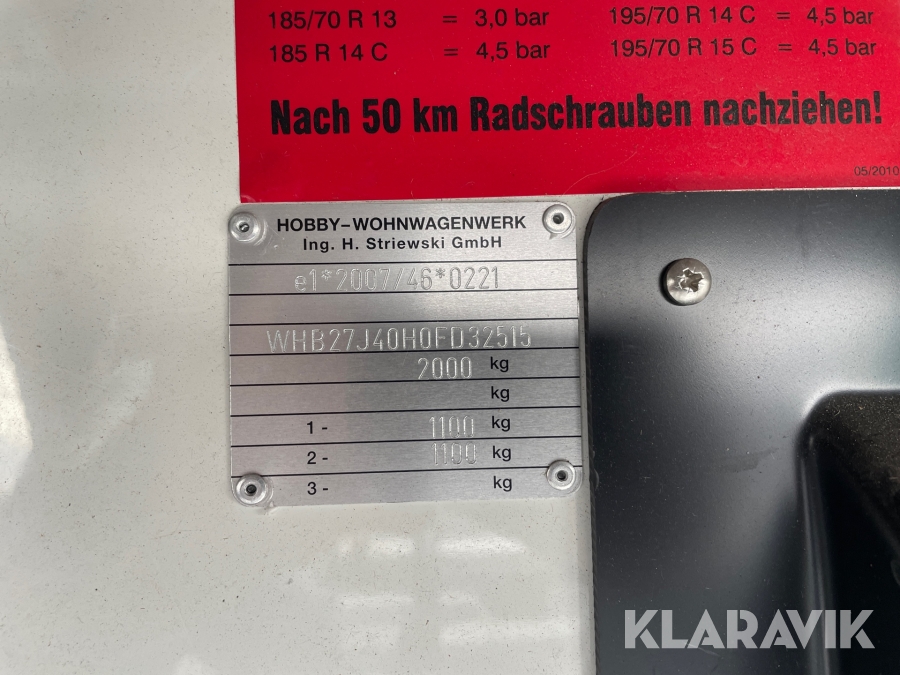 185/70 R 13 = 3,0 bar 195/70 R 14 C = 4,5 bar
185 R 14 C = 4,5 bar 195/70 R 15 C = 4,5 bar
Nach 50 km Radschrauben nachziehen!
05/2010
HOBBY-WOHNWAGENWERK
Ing. H. Striewski GmbH
e1*2007/46*0221
WHB27J40H0FD32515
2000 kg
kg
1 - 1100 kg
2 - 1100 kg
3 - kg
KLARAVIK